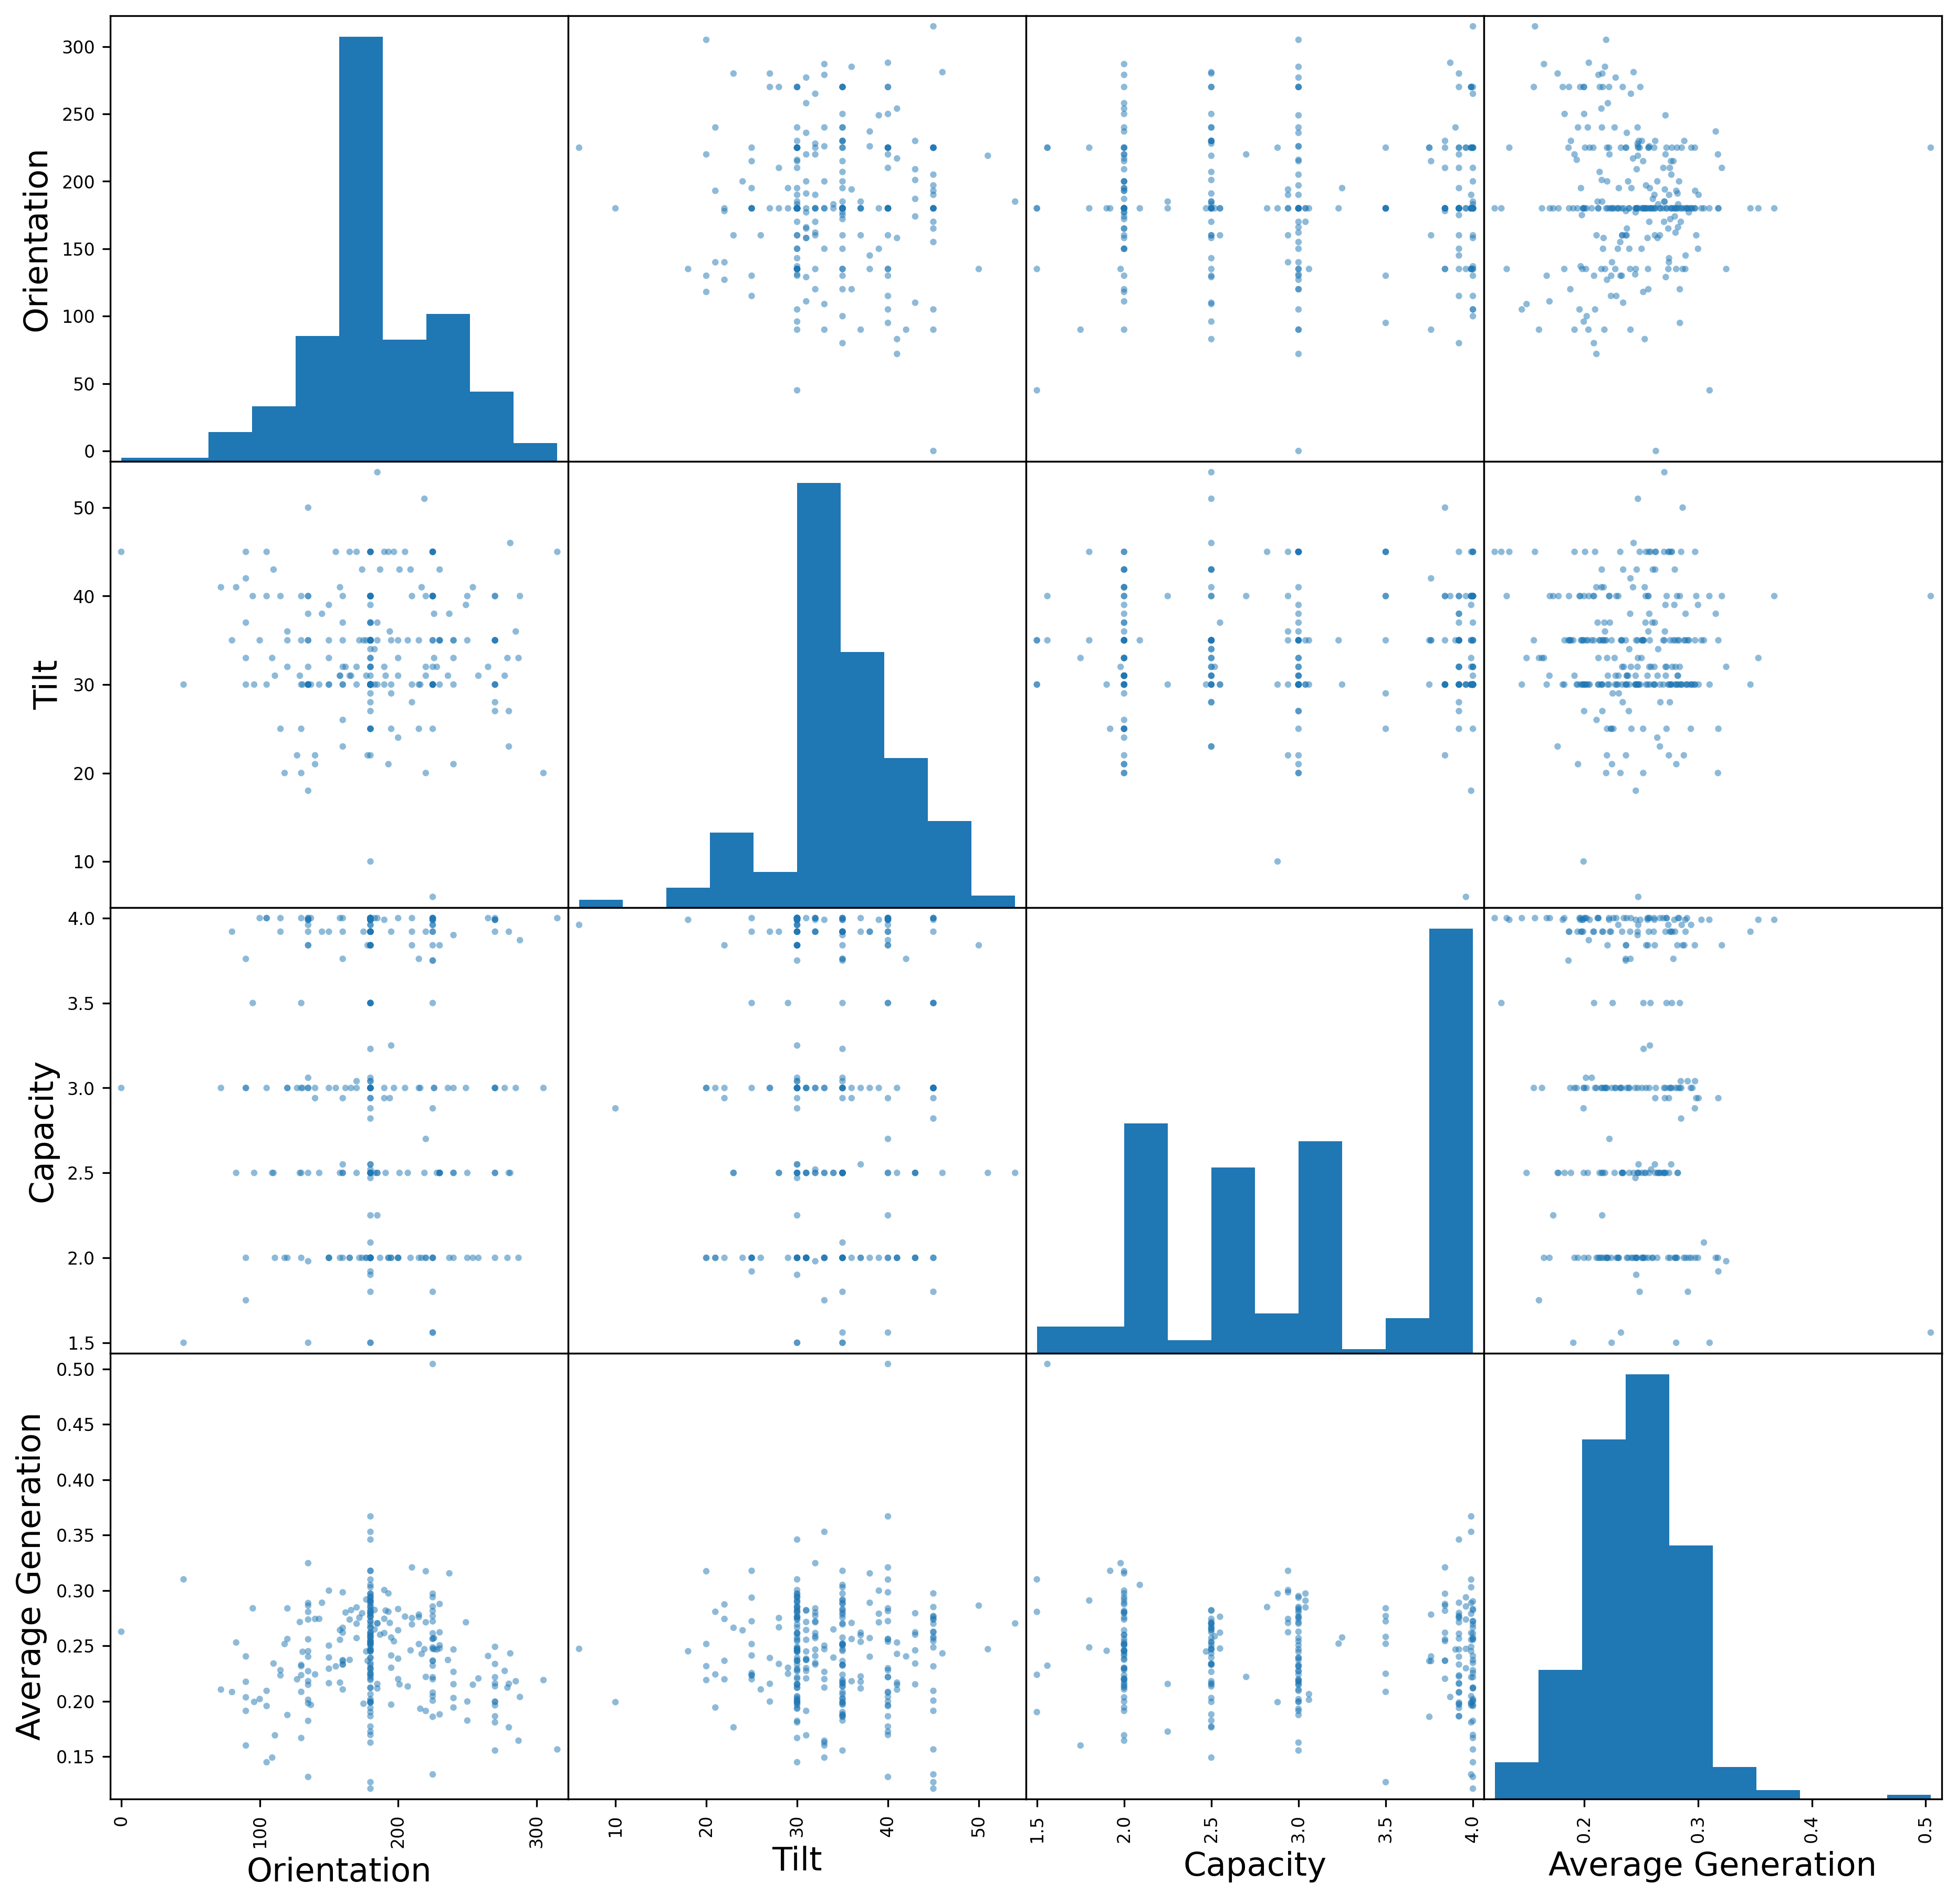 Orientation
300
250
200
150
100
50
0
Tilt
50
40
30
20
10
Capacity
4.0
3.5
3.0
2.5
2.0
1.5
Average Generation
0.50
0.45
0.40
0.35
0.30
0.25
0.20
0.15
0 100 200 300
10 20 30 40 50
1.5 2.0 2.5 3.0 3.5 4.0
0.2 0.3 0.4 0.5
Orientation Tilt Capacity Average Generation